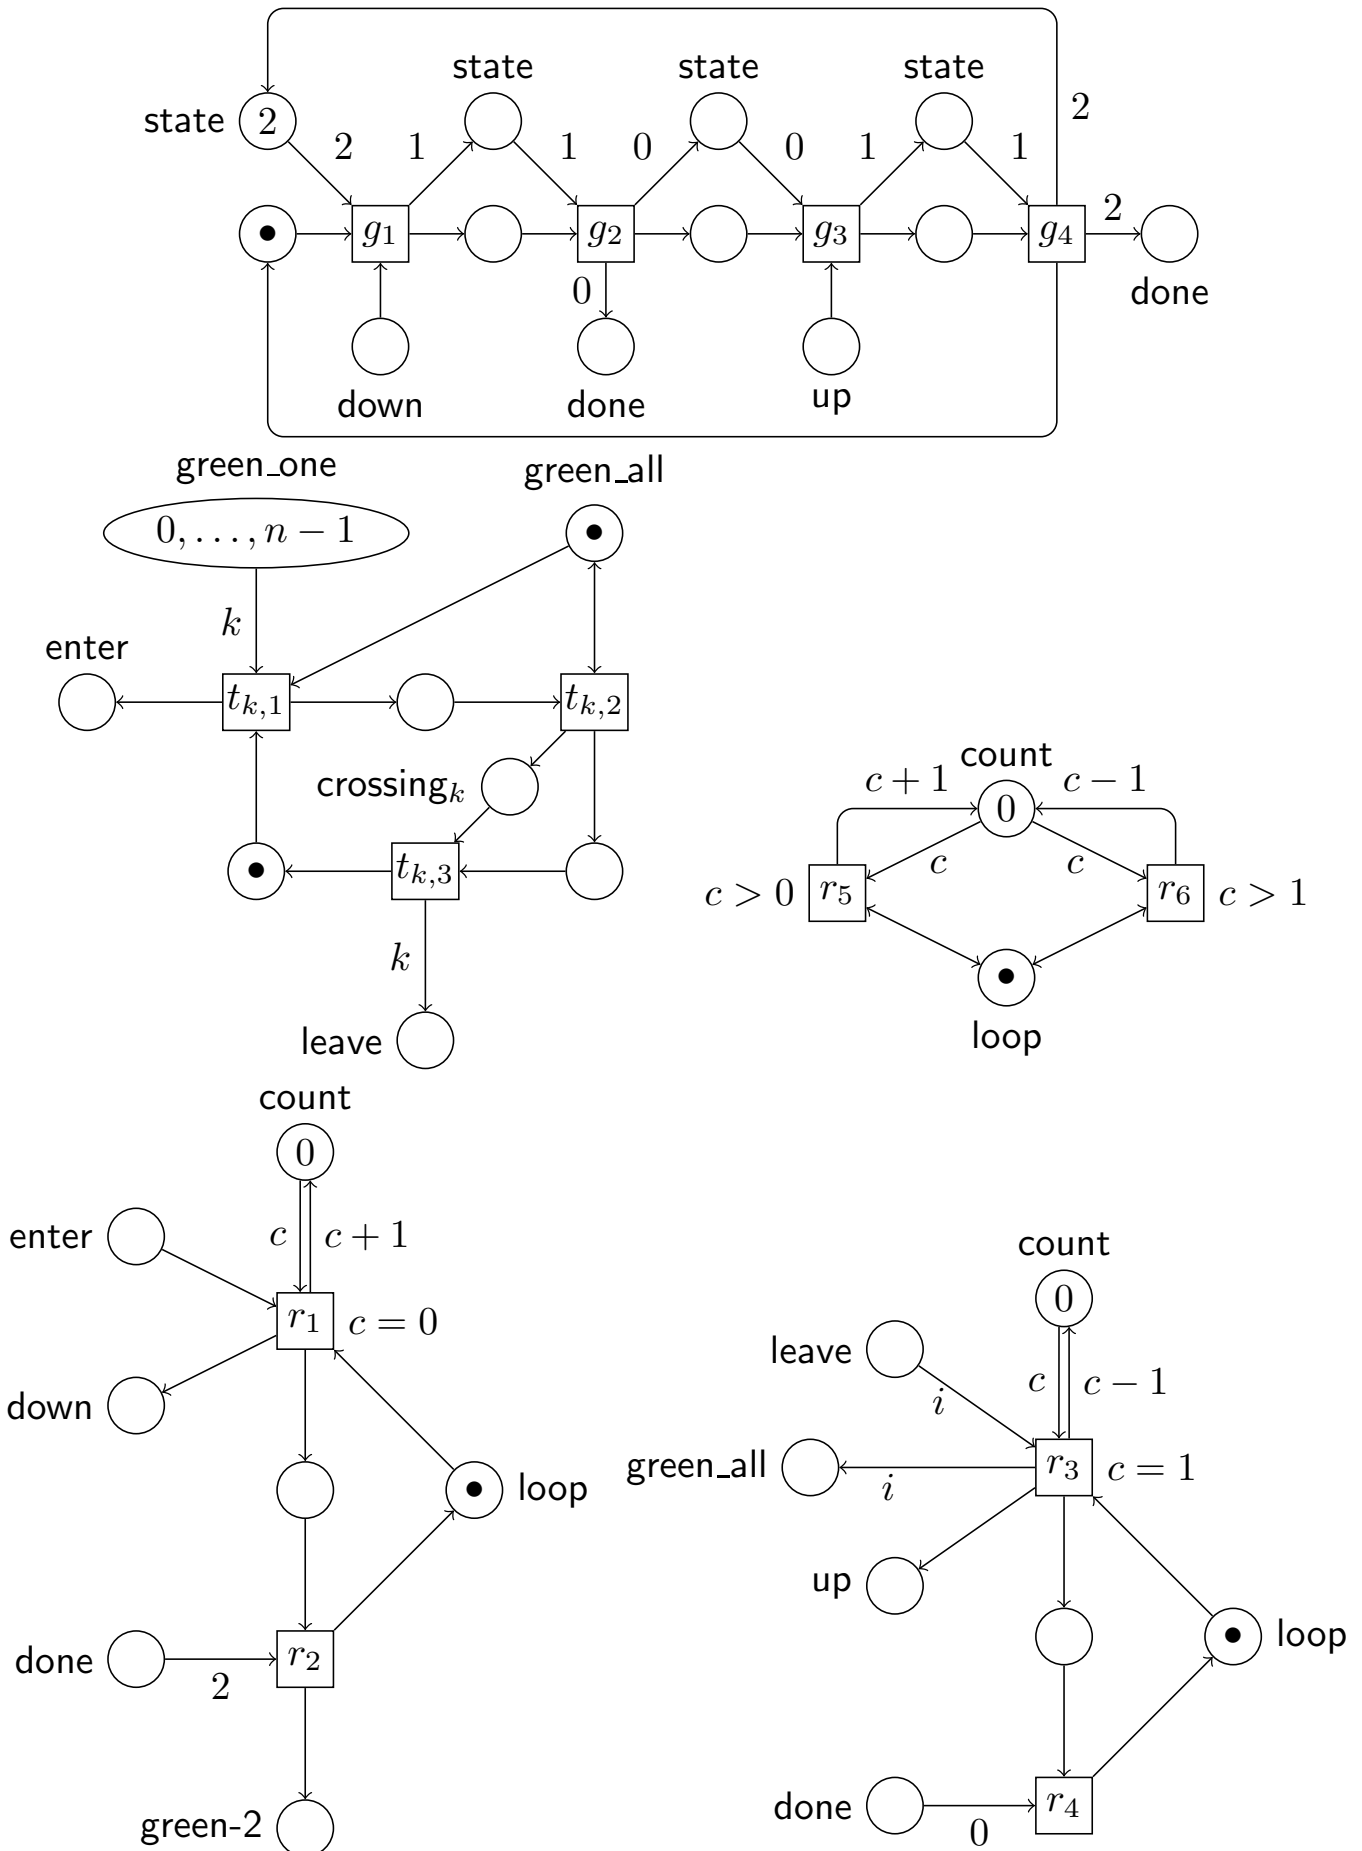 state state state
state 2 2 1 1 0 0 1 1 2
g1 g2 g3 g4 2
0
down done up done
green_one green_all
0, . . . , n − 1
k
enter
t_{k,1} t_{k,2}
crossing_k
t_{k,3}
k
leave
count
c + 1 0 c − 1
c c
c > 0 r5 r6 c > 1
loop
count
0
enter c c + 1
r1 c = 0
down
loop
done 2 r2
green-2
count
0
leave
i c c − 1
green_all i r3 c = 1
up
loop
done 0 r4